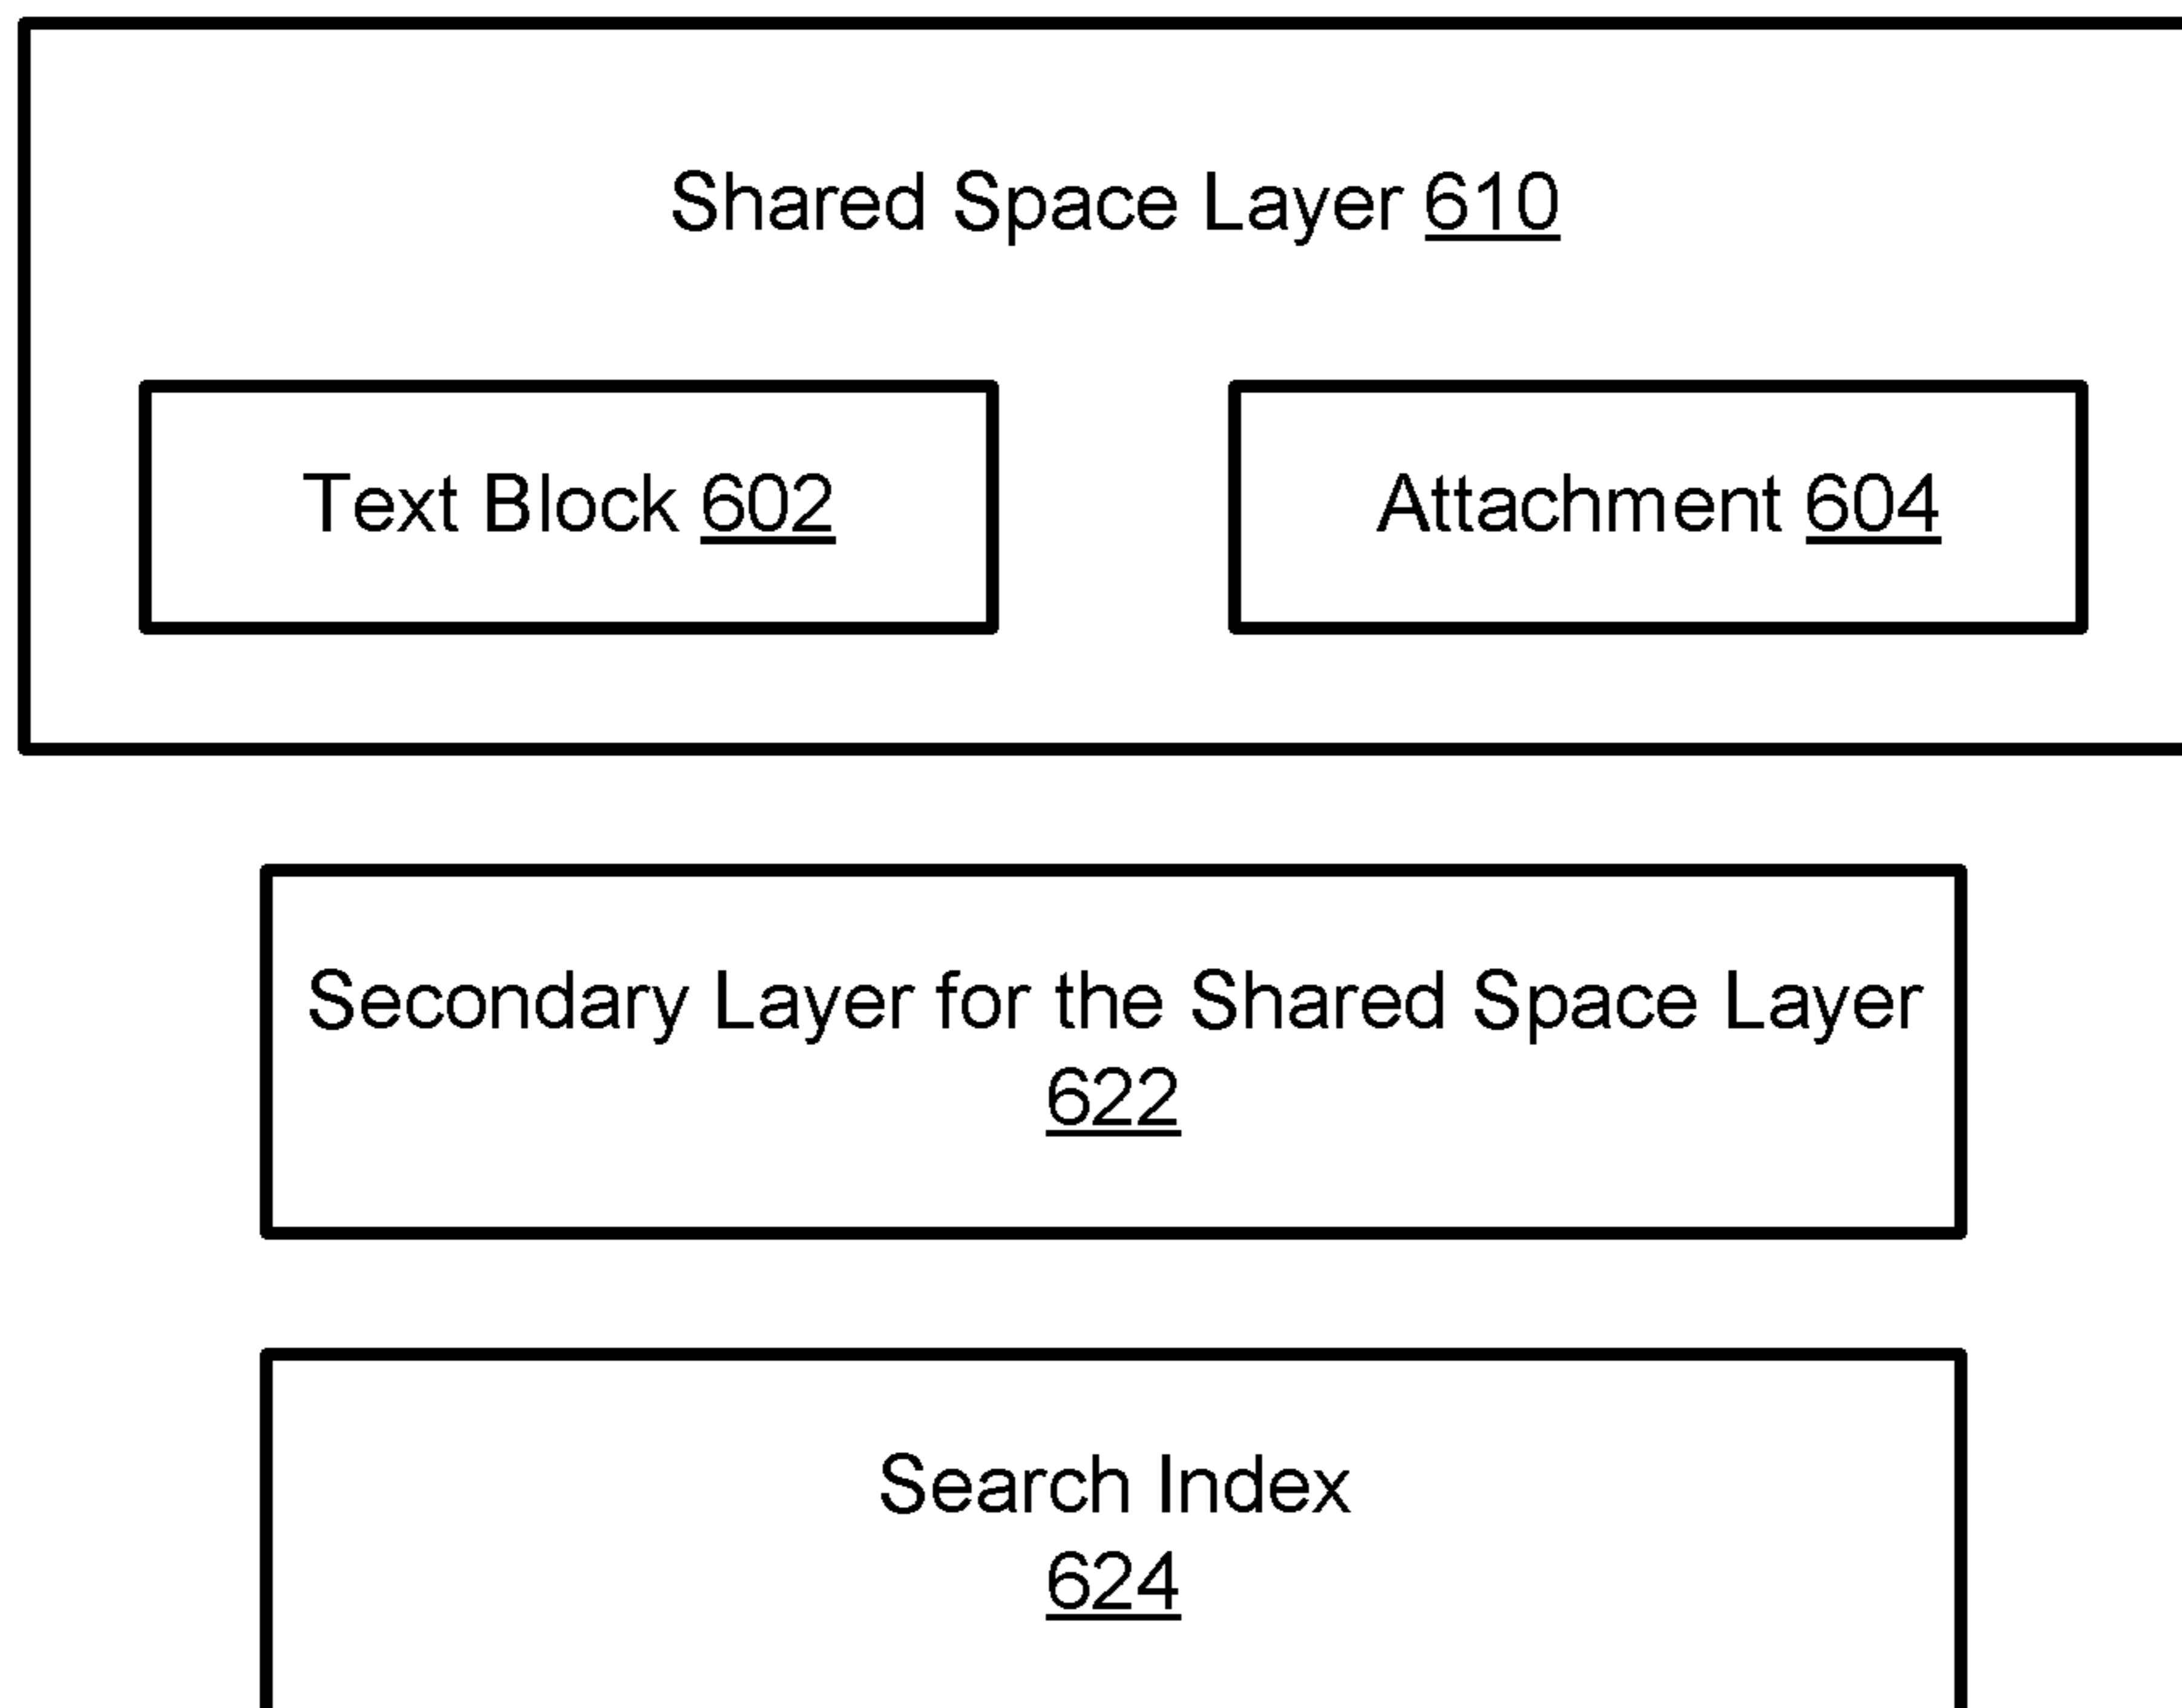 Shared Space Layer 610
Text Block 602
Attachment 604
Secondary Layer for the Shared Space Layer
622
Search Index
624